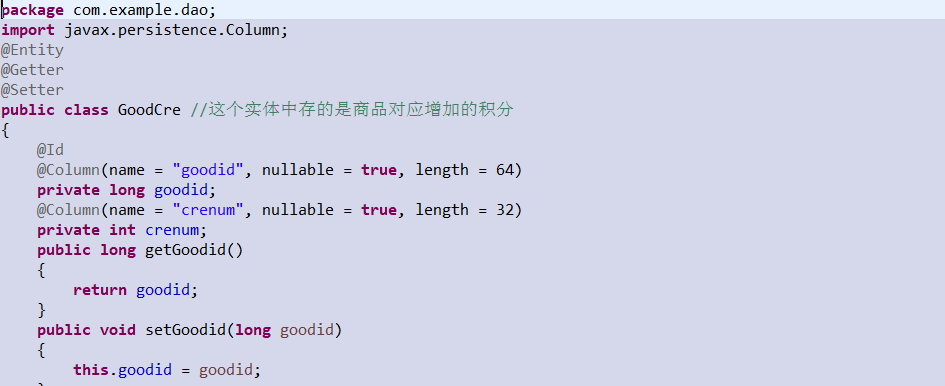 package com.example.dao;
import javax.persistence.Column;
@Entity
@Getter
@Setter
public class GoodCre //这个实体中存的是商品对应增加的积分
{
    @Id
    @Column(name = "goodid", nullable = true, length = 64)
    private long goodid;
    @Column(name = "crenum", nullable = true, length = 32)
    private int crenum;
    public long getGoodid()
    {
        return goodid;
    }
    public void setGoodid(long goodid)
    {
        this.goodid = goodid;